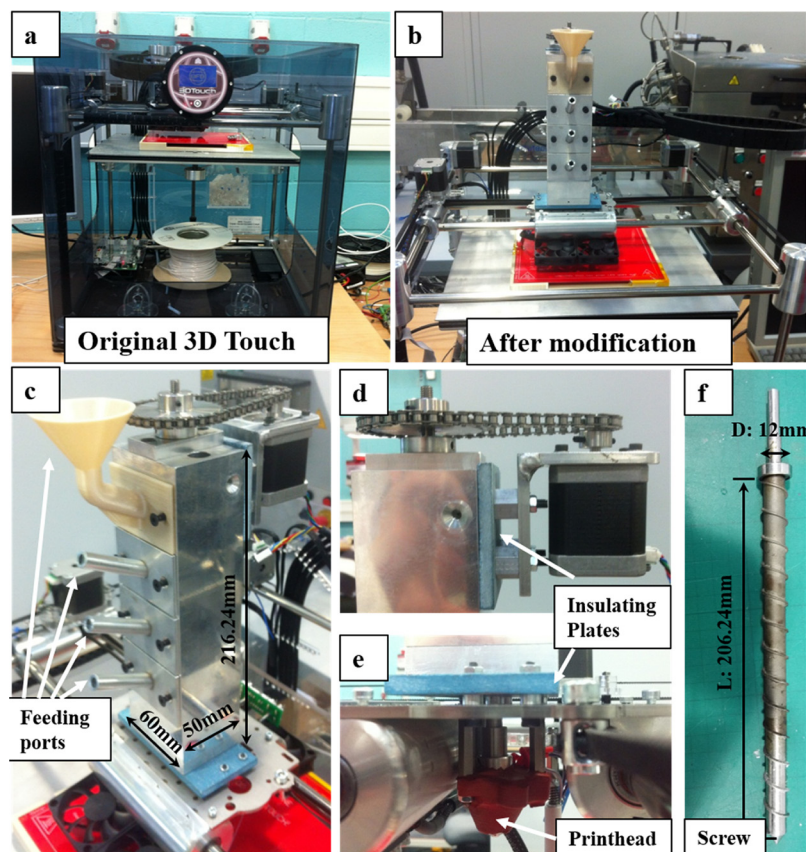 a
3DTouch
Original 3D Touch
b
After modification
c
216.24mm
60mm
50mm
Feeding
ports
d
Insulating
Plates
e
Printhead
f
D: 12mm
L: 206.24mm
Screw